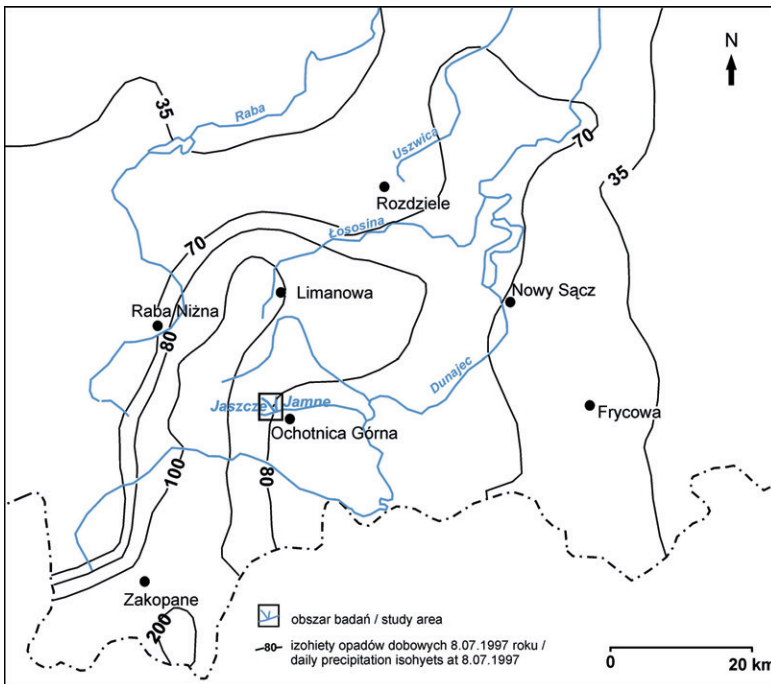 N
35
Raba
Uszwica
70
35
Rozdziele
Łososina
70
Limanowa
Nowy Sącz
Raba Niżna
80
Dunajec
Jaszcze Jamne
Frycowa
Ochotnica Górna
100
80
Zakopane
200
obszar badań / study area
80 izohiety opadów dobowych 8.07.1997 roku /
daily precipitation isohyets at 8.07.1997
0 20 km